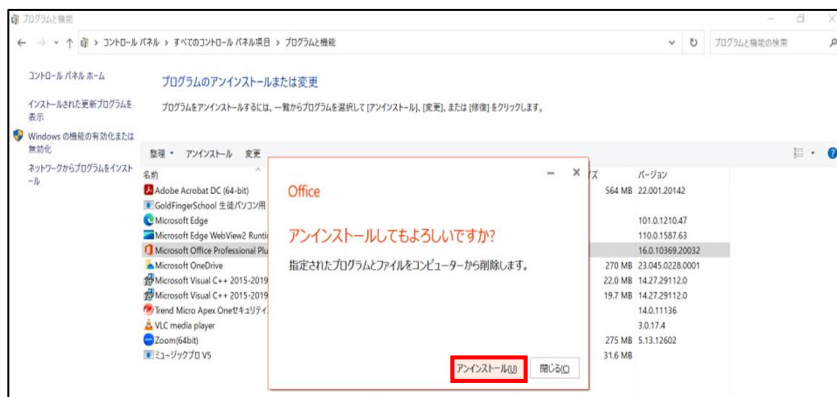 プログラムと機能
コントロール パネル > すべてのコントロール パネル項目 > プログラムと機能
プログラムと機能の検索
コントロール パネル ホーム
インストールされた更新プログラムを
表示
Windows の機能の有効化または
無効化
ネットワークからプログラムをインスト
ール
プログラムのアンインストールまたは変更
プログラムをアンインストールするには、一覧からプログラムを選択して [アンインストール]、[変更]、または [修復] をクリックします。
整理 アンインストール 変更
名前 バージョン
Adobe Acrobat DC (64-bit) 564 MB 22.001.20142
GoldFingerSchool 生徒パソコン用
Microsoft Edge 101.0.1210.47
Microsoft Edge WebView2 Runti 110.0.1587.63
Microsoft Office Professional Plu 16.0.10369.20032
Microsoft OneDrive 270 MB 23.045.0228.0001
Microsoft Visual C++ 2015-2019 22.0 MB 14.27.29112.0
Microsoft Visual C++ 2015-2019 19.7 MB 14.27.29112.0
Trend Micro Apex Oneセキュリティ 14.0.11136
VLC media player 3.0.17.4
Zoom(64bit) 275 MB 5.13.12602
ミュージックプロ V5 31.6 MB
Office
アンインストールしてもよろしいですか?
指定されたプログラムとファイルをコンピューターから削除します。
アンインストール(U) 閉じる(C)